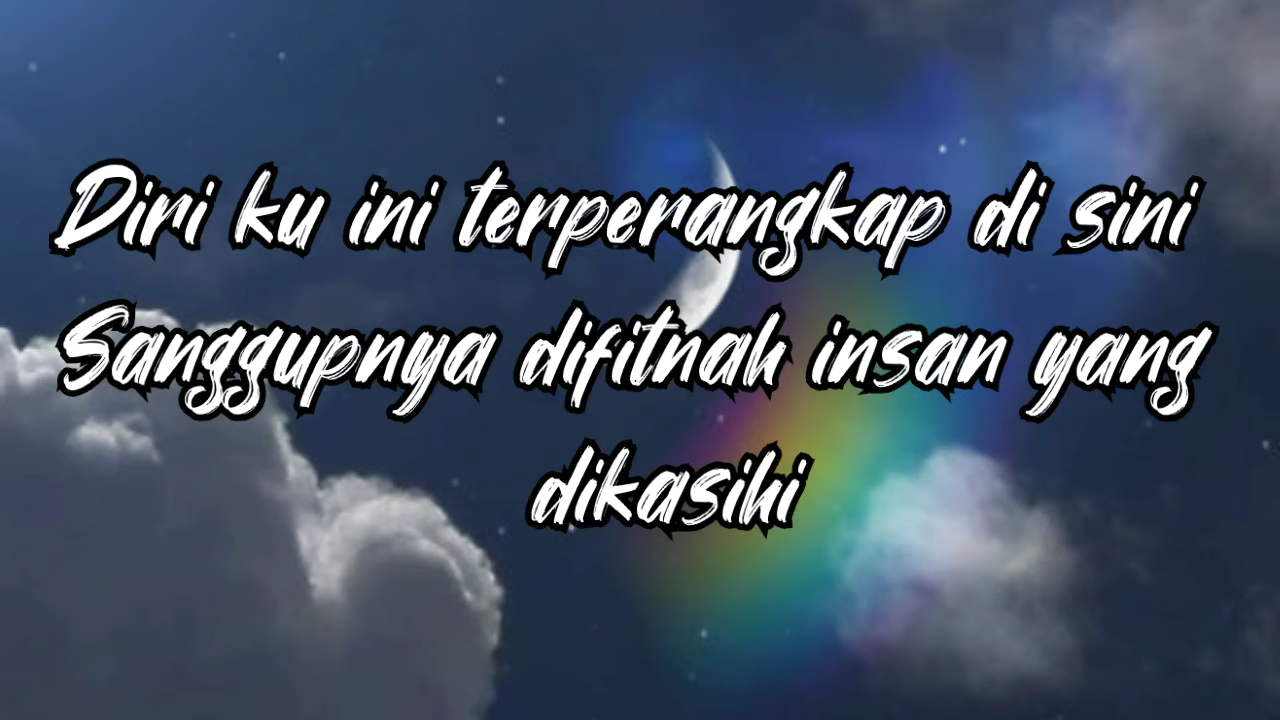 Diri ku ini terperangkap di sini
Sanggupnya difitnah insan yang
dikasihi